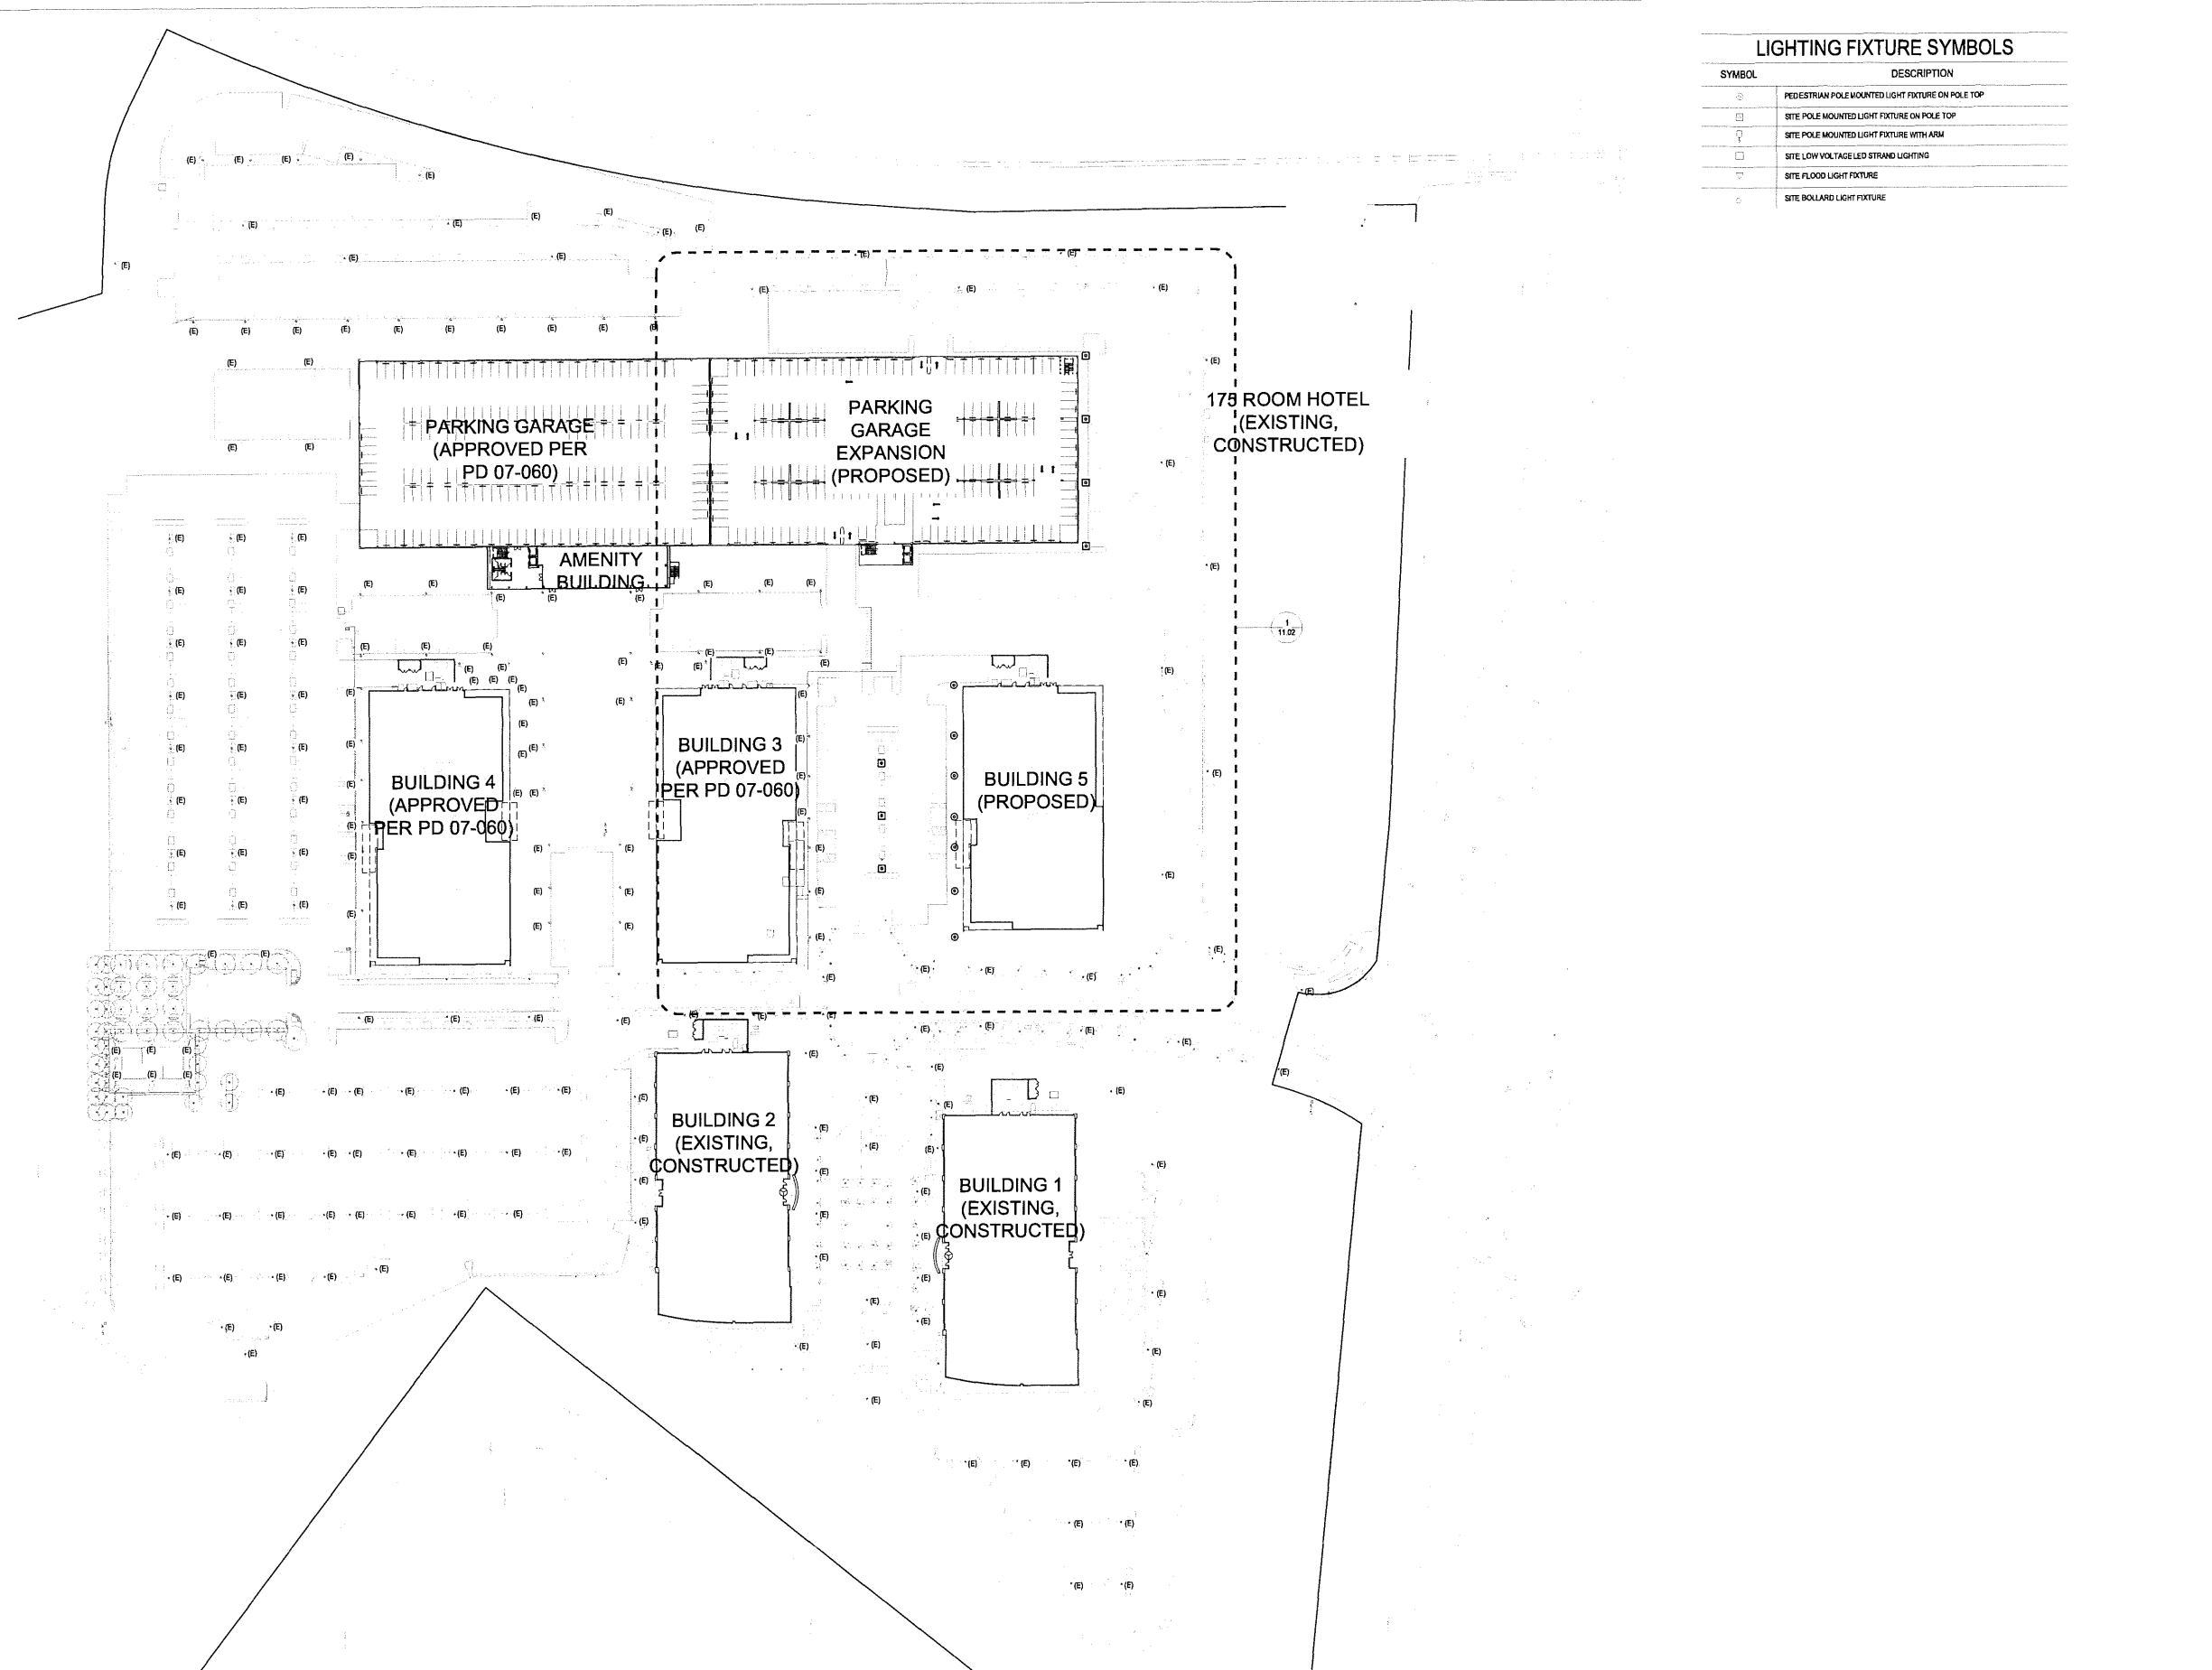 LIGHTING FIXTURE SYMBOLS
SYMBOL DESCRIPTION
PEDESTRIAN POLE MOUNTED LIGHT FIXTURE ON POLE TOP
SITE POLE MOUNTED LIGHT FIXTURE ON POLE TOP
SITE POLE MOUNTED LIGHT FIXTURE WITH ARM
SITE LOW VOLTAGE LED STRAND LIGHTING
SITE FLOOD LIGHT FIXTURE
SITE BOLLARD LIGHT FIXTURE
175 ROOM HOTEL
(EXISTING,
CONSTRUCTED)
PARKING GARAGE
(APPROVED PER
PD 07-060)
PARKING
GARAGE
EXPANSION
(PROPOSED)
AMENITY
BUILDING
1
11.02
BUILDING 4
(APPROVED
PER PD 07-060)
BUILDING 3
(APPROVED
PER PD 07-060)
BUILDING 5
(PROPOSED)
BUILDING 2
(EXISTING,
CONSTRUCTED)
BUILDING 1
(EXISTING,
CONSTRUCTED)
(E)